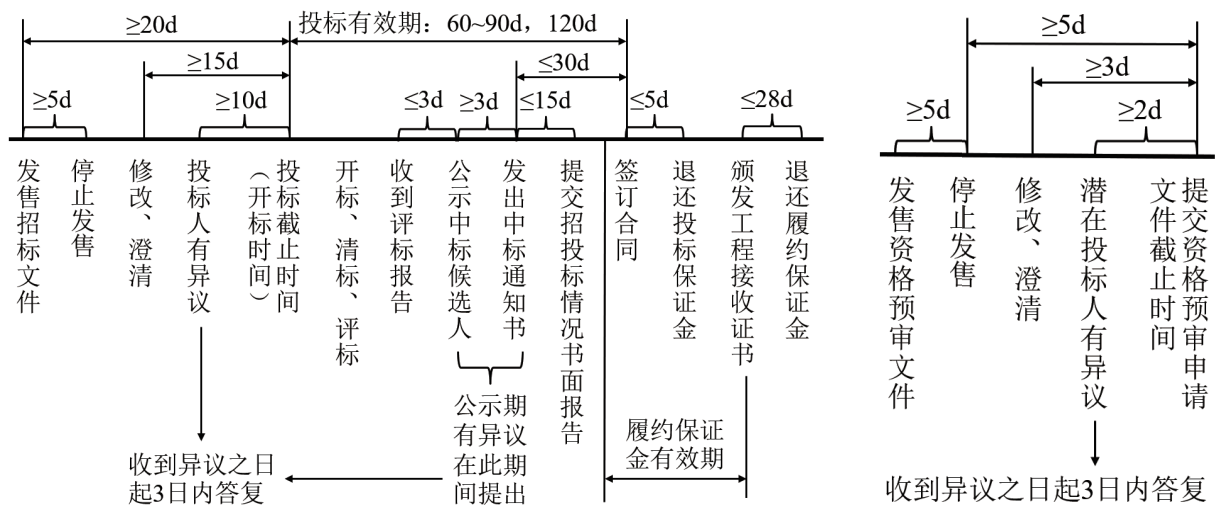 ≥20d
投标有效期：60~90d，120d
≥15d
≤30d
≥5d
≥10d
≤3d
≥3d
≤15d
≤5d
≤28d
发售招标文件
停止发售
修改、澄清
投标人有异议
投标截止时间
（开标时间）
开标、清标、评标
收到评标报告
公示中标候选人
发出中标通知书
提交招投标情况书面报告
签订合同
退还投标保证金
颁发工程接收证书
退还履约保证金
公示期
有异议
在此期
间提出
履约保证
金有效期
收到异议之日
起3日内答复
≥5d
≥3d
≥5d
≥2d
发售资格预审文件
停止发售
修改、澄清
潜在投标人有异议
提交资格预审申请
文件截止时间
收到异议之日起3日内答复